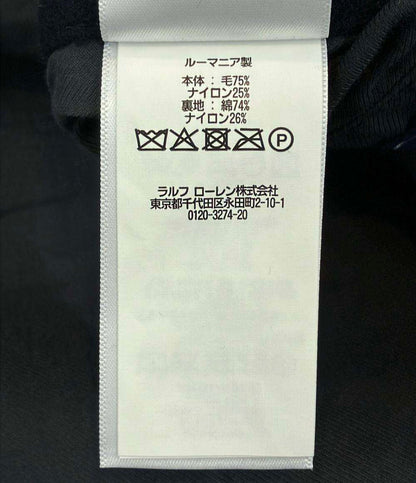 ルーマニア製
本体 : 毛75%
ナイロン25%
裏地 : 綿74%
ナイロン26%
P
ラルフ ローレン株式会社
東京都千代田区永田町2-10-1
0120-3274-20